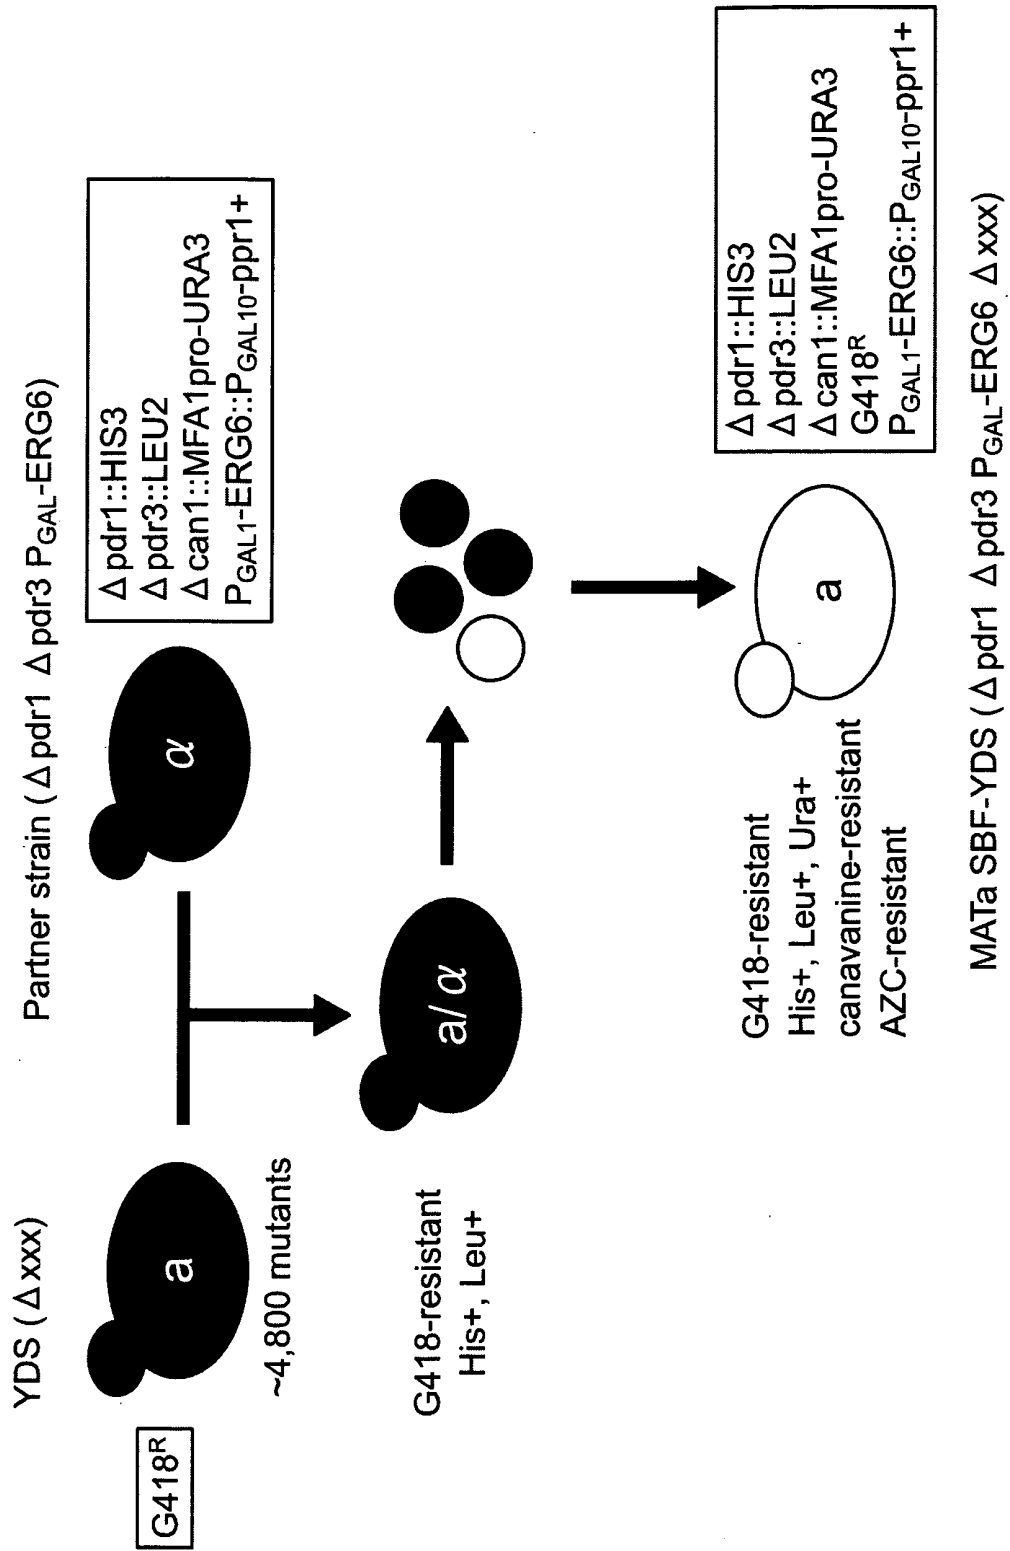 YDS (Δxxx)
Partner strain (Δpdr1 Δpdr3 PGAL-ERG6)
G418R
a
α
Δpdr1::HIS3
Δpdr3::LEU2
Δcan1::MFA1pro-URA3
PGAL1-ERG6::PGAL10-ppr1+
~4,800 mutants
G418-resistant
His+, Leu+
a/α
G418-resistant
His+, Leu+, Ura+
canavanine-resistant
AZC-resistant
a
Δpdr1::HIS3
Δpdr3::LEU2
Δcan1::MFA1pro-URA3
G418R
PGAL1-ERG6::PGAL10-ppr1+
MATa SBF-YDS (Δpdr1 Δpdr3 PGAL-ERG6 Δxxx)